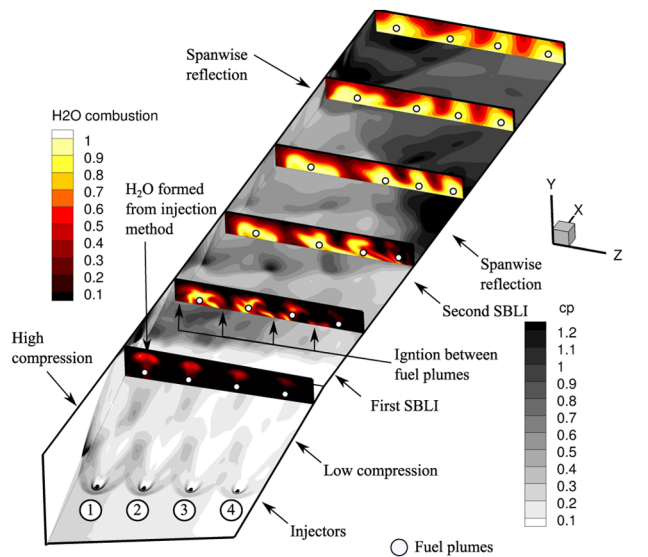 Spanwise
reflection
H2O combustion
1
0.9
0.8
0.7
0.6
0.5
0.4
0.3
0.2
0.1
H₂O formed
from injection
method
Y
X
Z
Spanwise
reflection
Second SBLI
cp
1.2
1.1
1
0.9
0.8
0.7
0.6
0.5
0.4
0.3
0.2
0.1
High
compression
Igntion between
fuel plumes
First SBLI
Low compression
1
2
3
4
Injectors
Fuel plumes